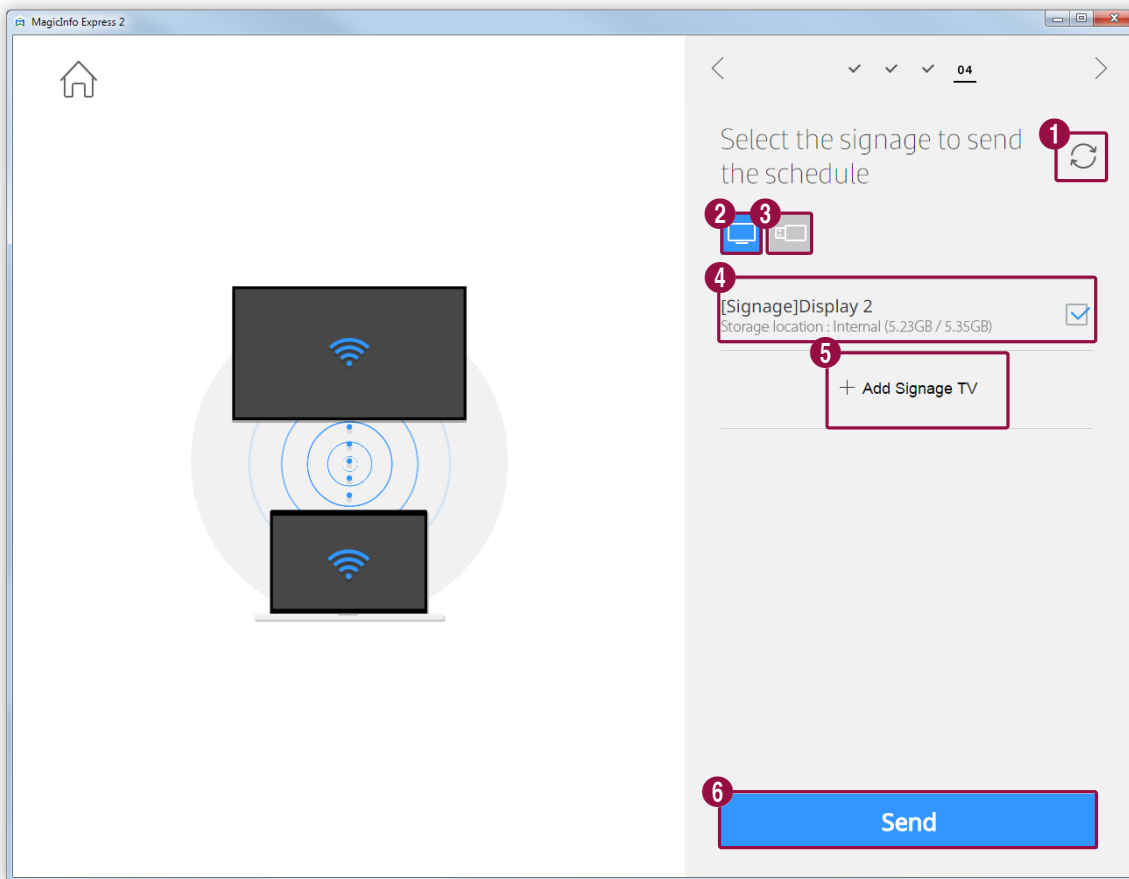 MagicInfo Express 2
04
Select the signage to send
the schedule
1
2
3
4
[Signage]Display 2
Storage location : Internal (5.23GB / 5.35GB)
5
+ Add Signage TV
6
Send